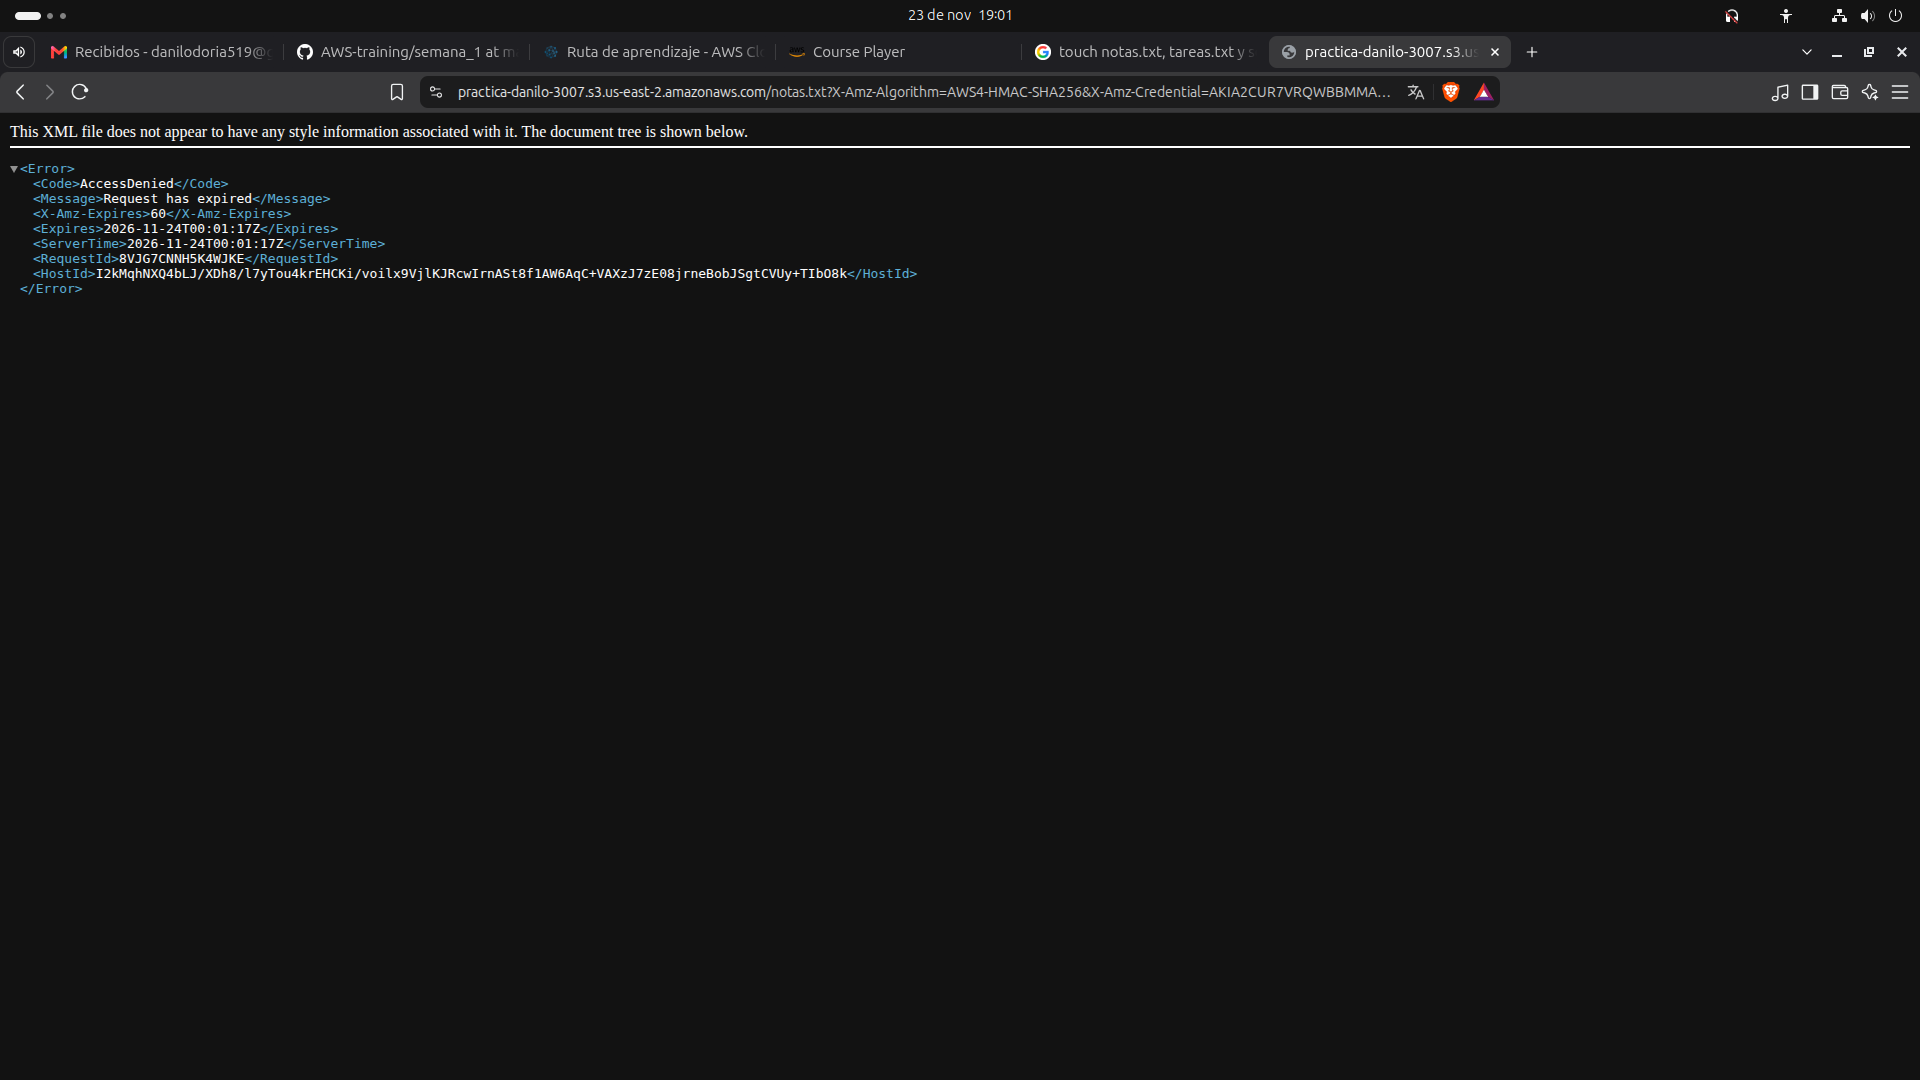 23 de nov 19:01
Recibidos - danilodoria519@g
AWS-training/semana_1 at m
Ruta de aprendizaje - AWS Cl
Course Player
touch notas.txt, tareas.txt y s
practica-danilo-3007.s3.us
practica-danilo-3007.s3.us-east-2.amazonaws.com/notas.txt?X-Amz-Algorithm=AWS4-HMAC-SHA256&X-Amz-Credential=AKIA2CUR7VRQWBBMMA...
This XML file does not appear to have any style information associated with it. The document tree is shown below.
<Error>
<Code>AccessDenied</Code>
<Message>Request has expired</Message>
<X-Amz-Expires>60</X-Amz-Expires>
<Expires>2026-11-24T00:01:17Z</Expires>
<ServerTime>2026-11-24T00:01:17Z</ServerTime>
<RequestId>8VJG7CNNH5K4WJKE</RequestId>
<HostId>I2kMqhNXQ4bLJ/XDh8/l7yTou4krEHCKi/voilx9VjlKJRcwIrnASt8f1AW6AqC+VAXzJ7zE08jrneBobJSgtCVUy+TIbO8k</HostId>
</Error>